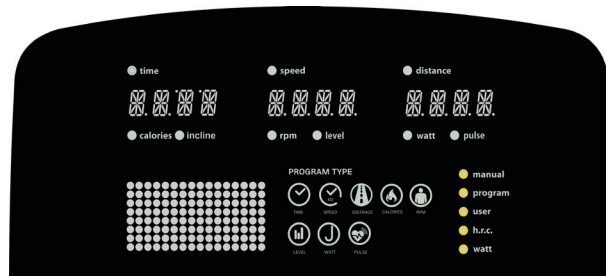 time speed distance
calories incline rpm level watt pulse
PROGRAM TYPE
manual
TIME SPEED DISTANCE CALORIES RPM
program
user
h.r.c.
LEVEL WATT PULSE
watt